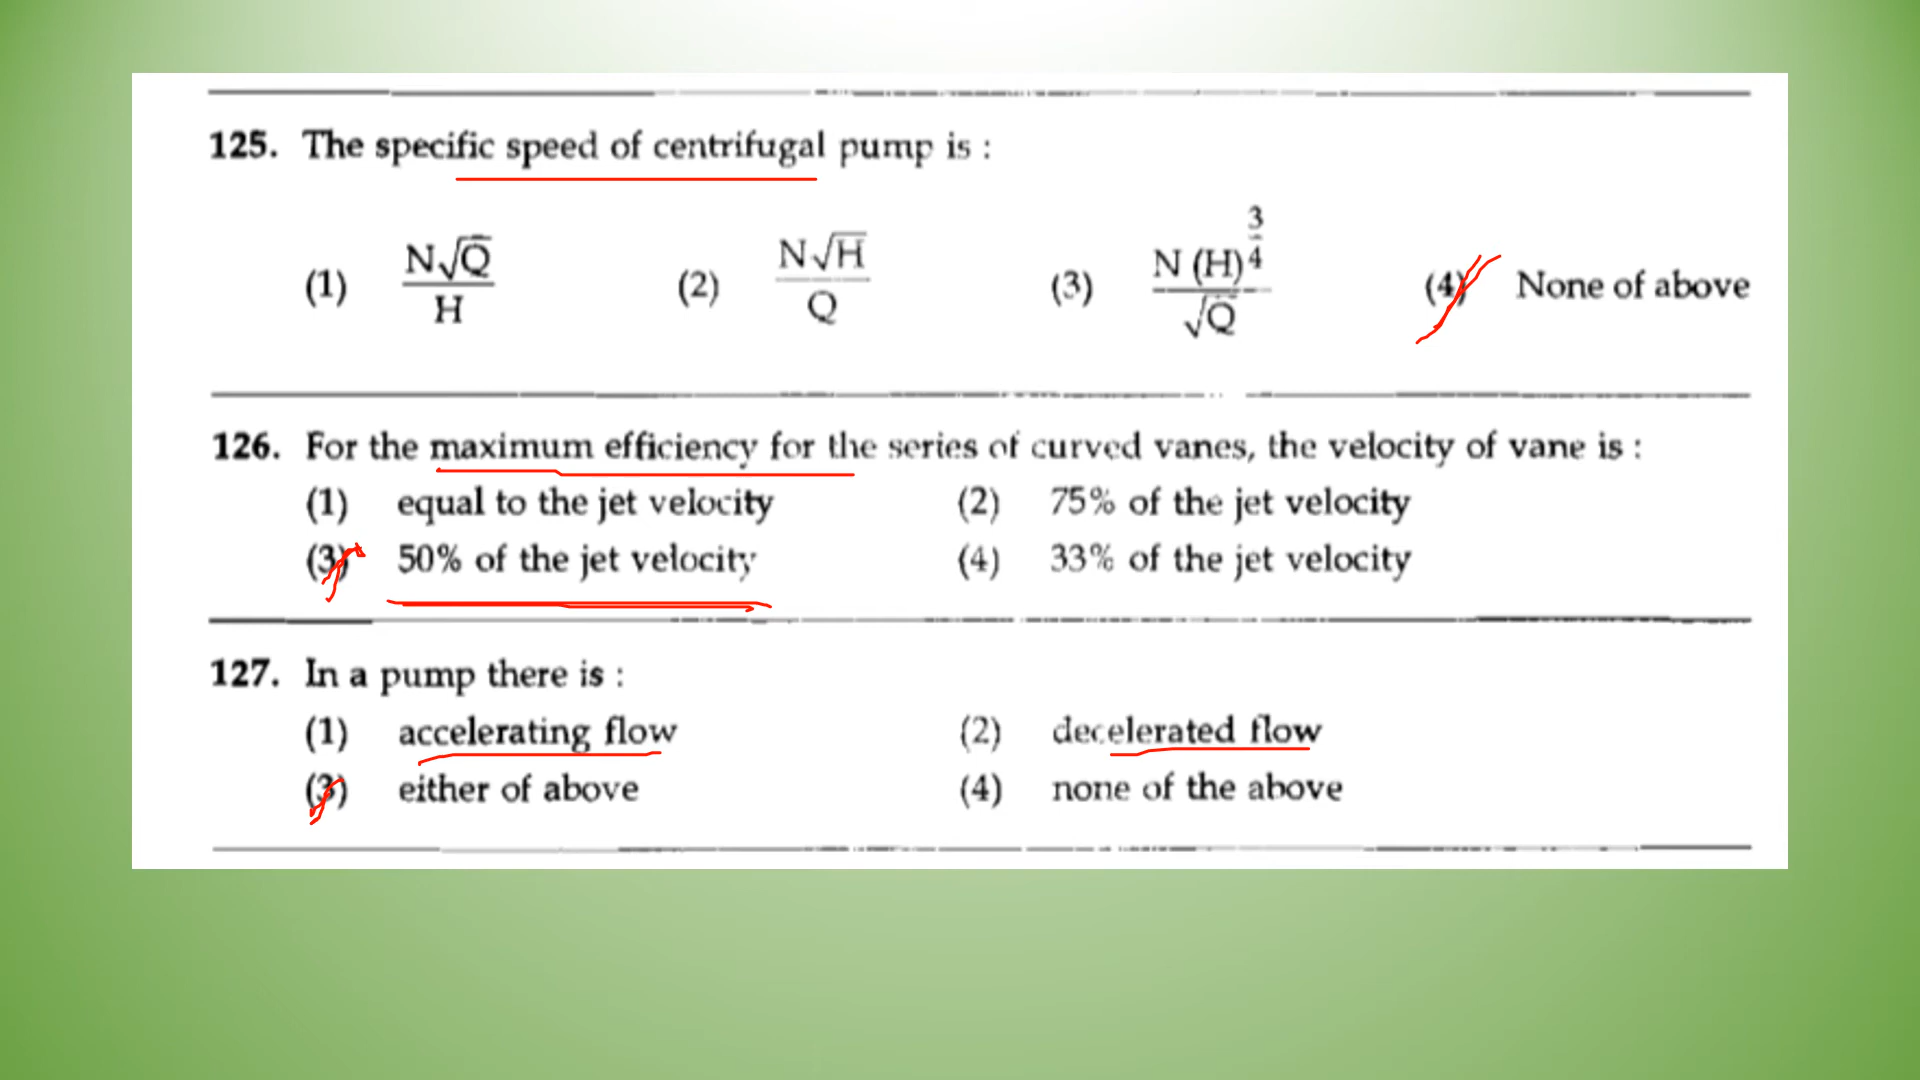 125. The specific speed of centrifugal pump is :
(1) N√Q / H (2) N√H / Q (3) N (H)^3/4 / √Q (4) None of above
126. For the maximum efficiency for the series of curved vanes, the velocity of vane is :
(1) equal to the jet velocity (2) 75% of the jet velocity
(3) 50% of the jet velocity (4) 33% of the jet velocity
127. In a pump there is :
(1) accelerating flow (2) decelerated flow
(3) either of above (4) none of the above